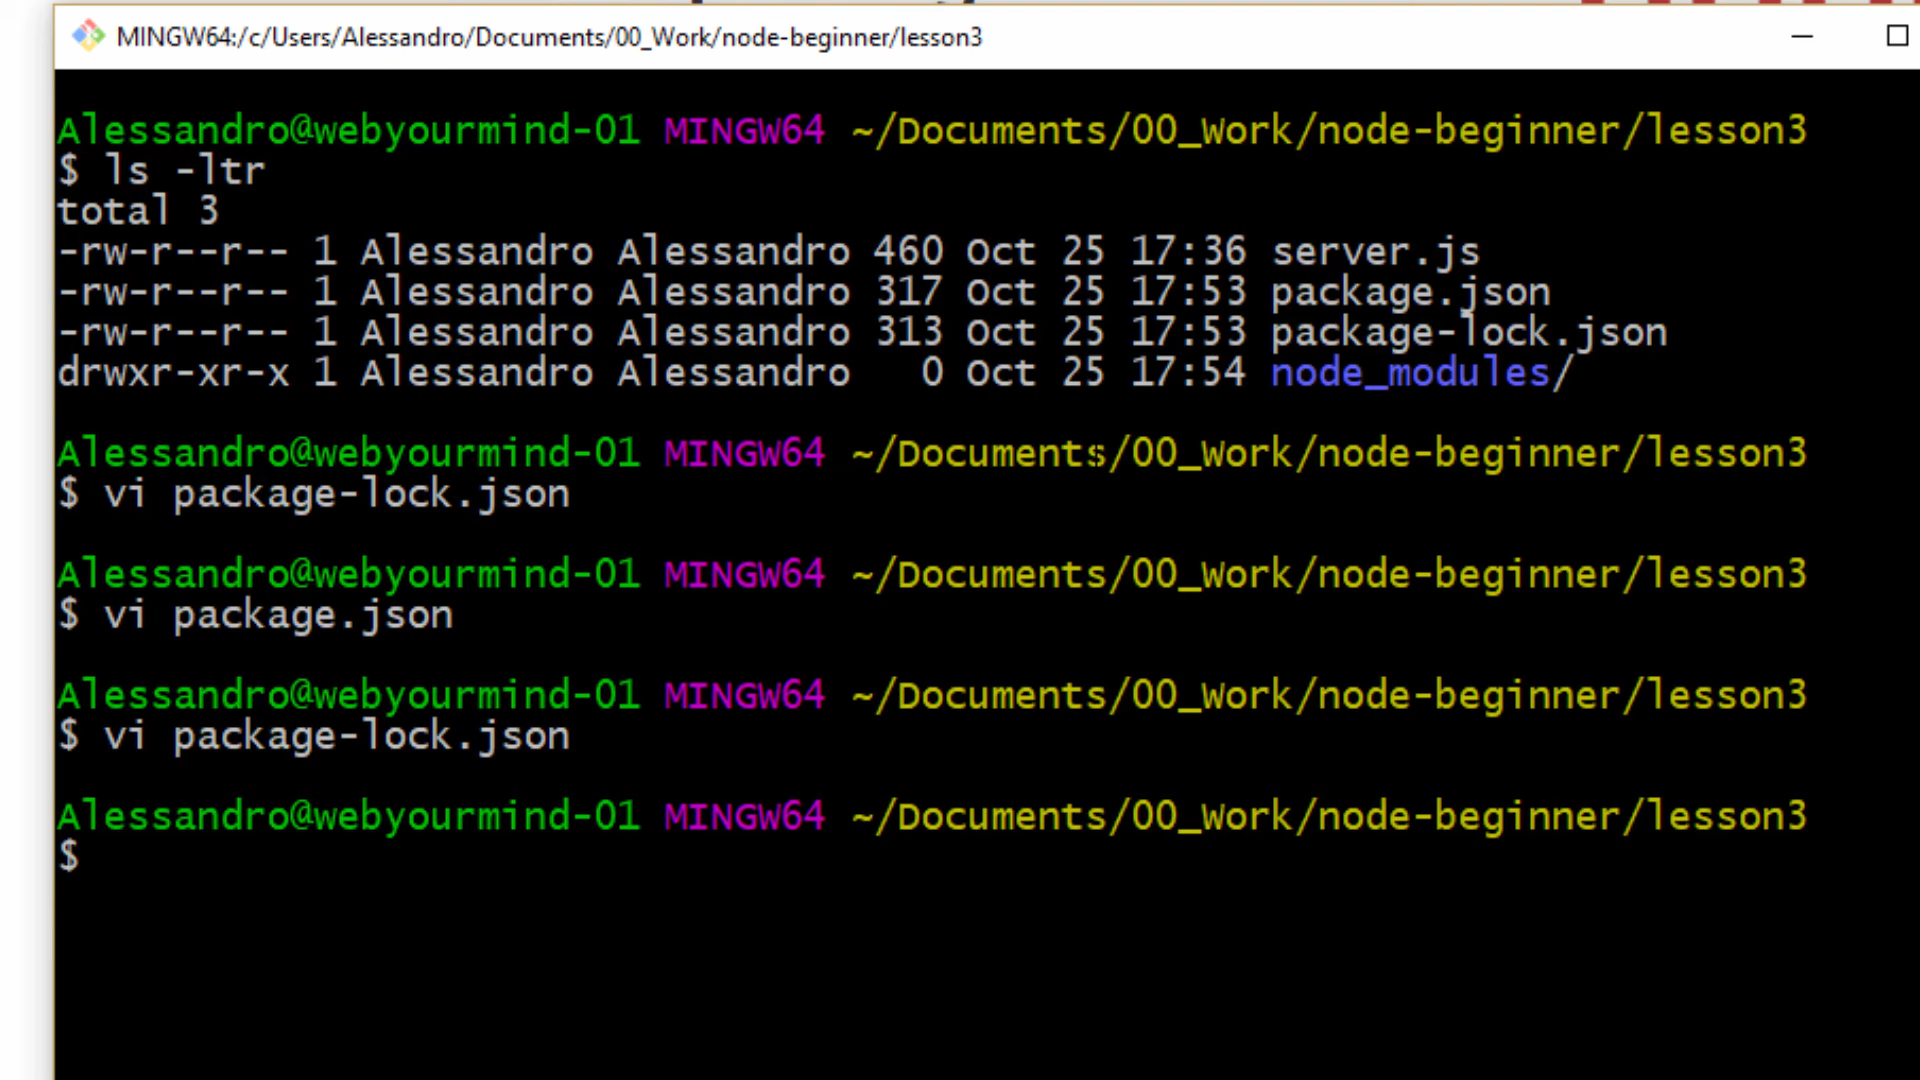 MINGW64:/c/Users/Alessandro/Documents/00_Work/node-beginner/lesson3
Alessandro@webyourmind-01 MINGW64 ~/Documents/00_Work/node-beginner/lesson3
$ ls -ltr
total 3
-rw-r--r-- 1 Alessandro Alessandro 460 Oct 25 17:36 server.js
-rw-r--r-- 1 Alessandro Alessandro 317 Oct 25 17:53 package.json
-rw-r--r-- 1 Alessandro Alessandro 313 Oct 25 17:53 package-lock.json
drwxr-xr-x 1 Alessandro Alessandro   0 Oct 25 17:54 node_modules/
Alessandro@webyourmind-01 MINGW64 ~/Documents/00_Work/node-beginner/lesson3
$ vi package-lock.json
Alessandro@webyourmind-01 MINGW64 ~/Documents/00_Work/node-beginner/lesson3
$ vi package.json
Alessandro@webyourmind-01 MINGW64 ~/Documents/00_Work/node-beginner/lesson3
$ vi package-lock.json
Alessandro@webyourmind-01 MINGW64 ~/Documents/00_Work/node-beginner/lesson3
$